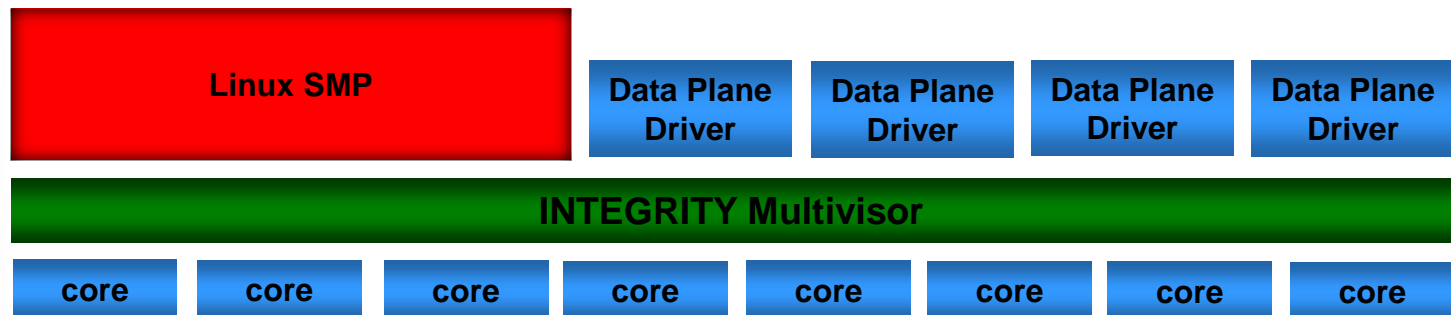 Linux SMP
Data Plane
Driver
Data Plane
Driver
Data Plane
Driver
Data Plane
Driver
INTEGRITY Multivisor
core
core
core
core
core
core
core
core